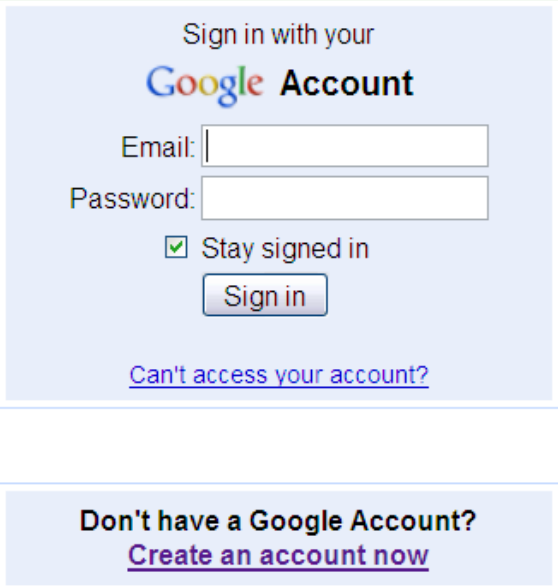 Sign in with your
Google Account
Email:
Password:
Stay signed in
Sign in
Can't access your account?
Don't have a Google Account?
Create an account now